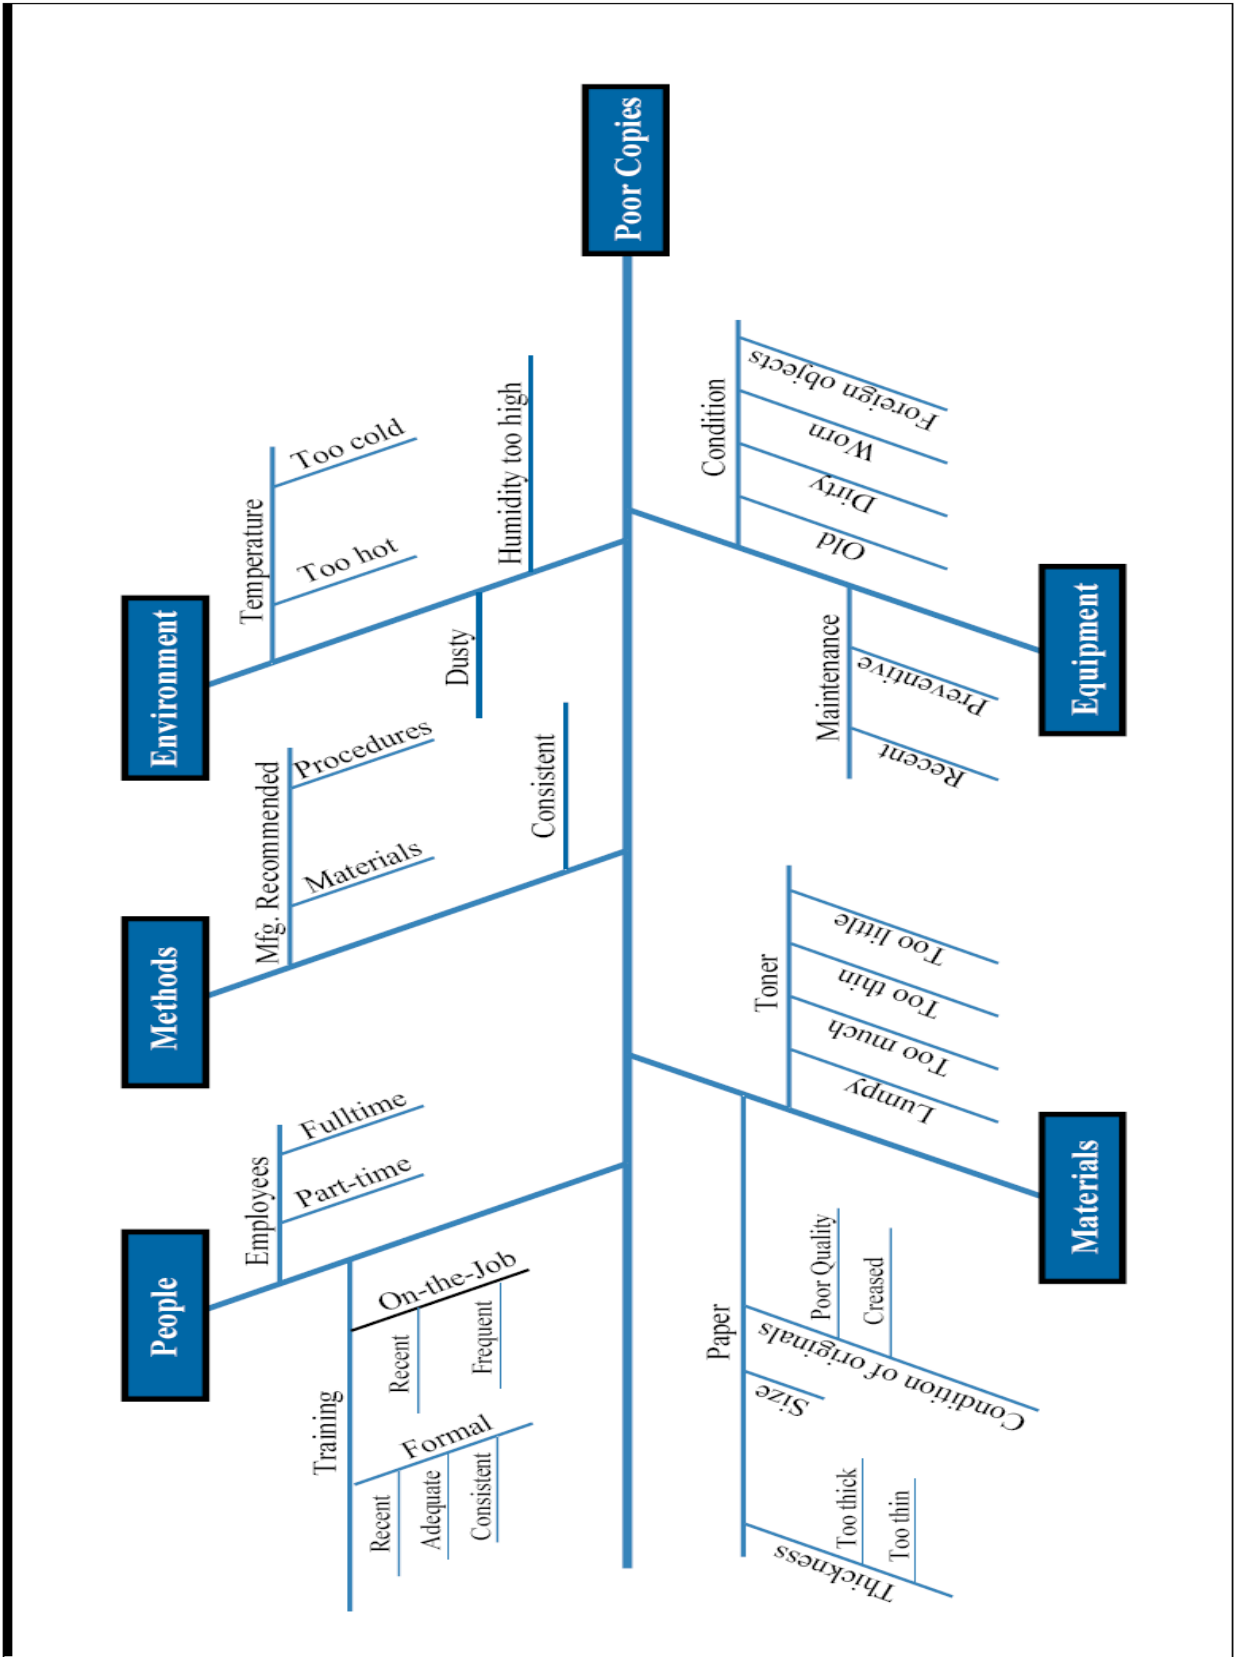 People
Methods
Environment
Employees
Part-time
Fulltime
Training
Formal
Recent
Adequate
Consistent
On-the-Job
Recent
Frequent
Mfg. Recommended
Materials
Procedures
Consistent
Temperature
Too hot
Too cold
Dusty
Humidity too high
Poor Copies
Paper
Thickness
Too thick
Too thin
Size
Condition of originals
Poor Quality
Creased
Toner
Lumpy
Too much
Too thin
Too little
Maintenance
Recent
Preventive
Condition
Old
Dirty
Worn
Foreign objects
Materials
Equipment